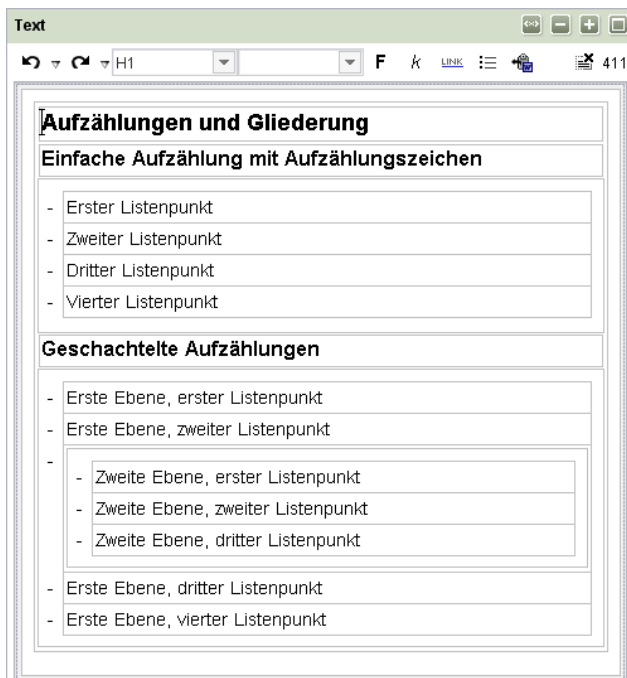 Text
H1 F k LINK 411
Aufzählungen und Gliederung
Einfache Aufzählung mit Aufzählungszeichen
- Erster Listenpunkt
- Zweiter Listenpunkt
- Dritter Listenpunkt
- Vierter Listenpunkt
Geschachtelte Aufzählungen
- Erste Ebene, erster Listenpunkt
- Erste Ebene, zweiter Listenpunkt
-
- Zweite Ebene, erster Listenpunkt
- Zweite Ebene, zweiter Listenpunkt
- Zweite Ebene, dritter Listenpunkt
- Erste Ebene, dritter Listenpunkt
- Erste Ebene, vierter Listenpunkt